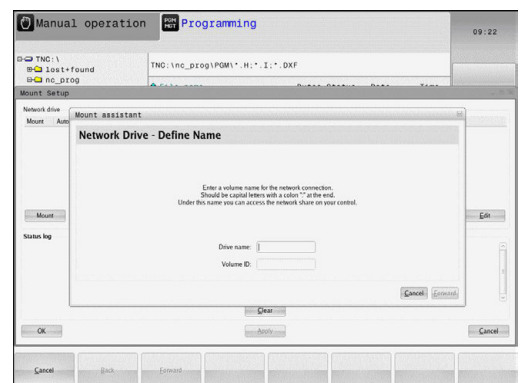 Manual operation
PGM MGT
Programming
09:22
TNC:\
lost+found
nc_prog
TNC:\nc_prog\PGM\*.H;*.I;*.DXF
Mount Setup
Network drive
Mount Auto
Mount assistant
Network Drive - Define Name
Enter a volume name for the network connection.
Should be capital letters with a colon ":" at the end.
Under this name you can access the network share on your control.
Mount
Edit
Status log
Drive name:
Volume ID:
Cancel Forward
Clear
OK Apply Cancel
Cancel Back Forward